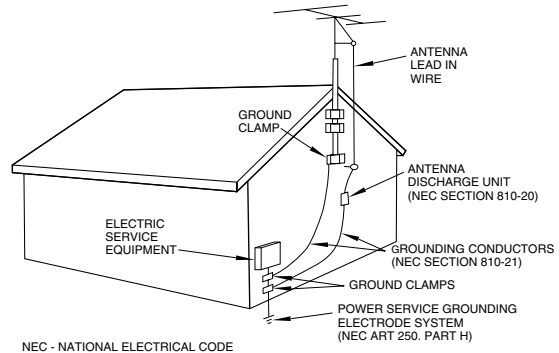 ANTENNA
LEAD IN
WIRE
GROUND
CLAMP
ANTENNA
DISCHARGE UNIT
(NEC SECTION 810-20)
ELECTRIC
SERVICE
EQUIPMENT
GROUNDING CONDUCTORS
(NEC SECTION 810-21)
GROUND CLAMPS
POWER SERVICE GROUNDING
ELECTRODE SYSTEM
(NEC ART 250. PART H)
NEC - NATIONAL ELECTRICAL CODE